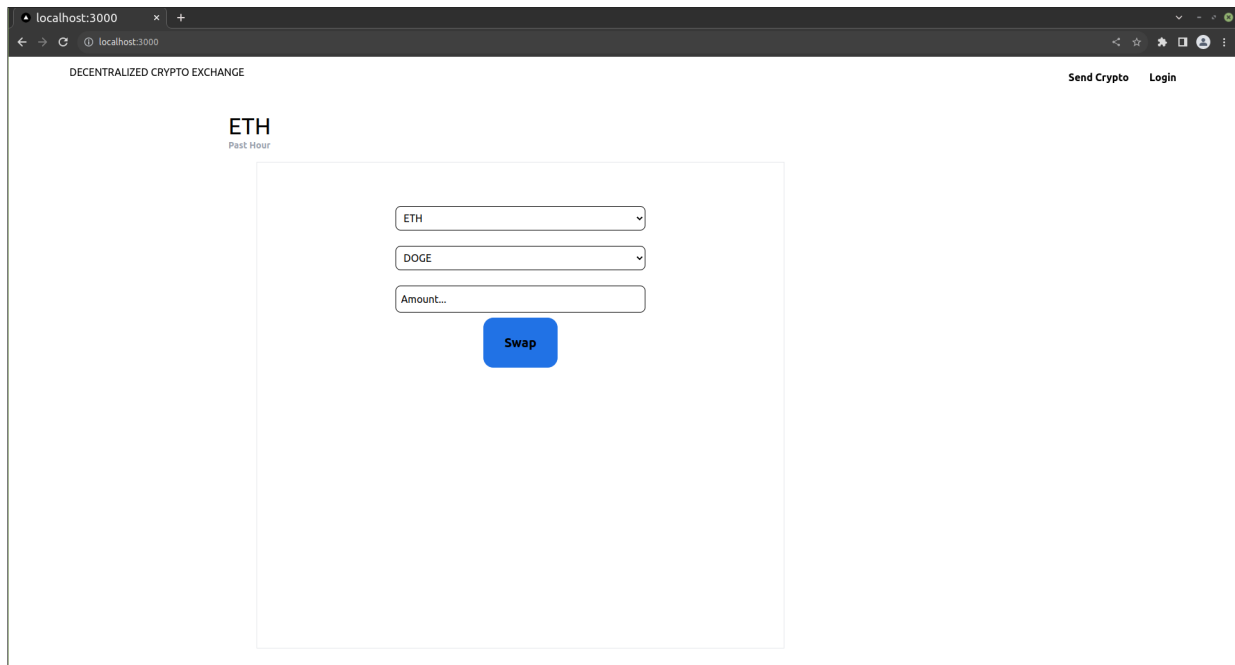 localhost:3000
localhost:3000
DECENTRALIZED CRYPTO EXCHANGE
Send Crypto Login
ETH
Past Hour
ETH
DOGE
Amount...
Swap